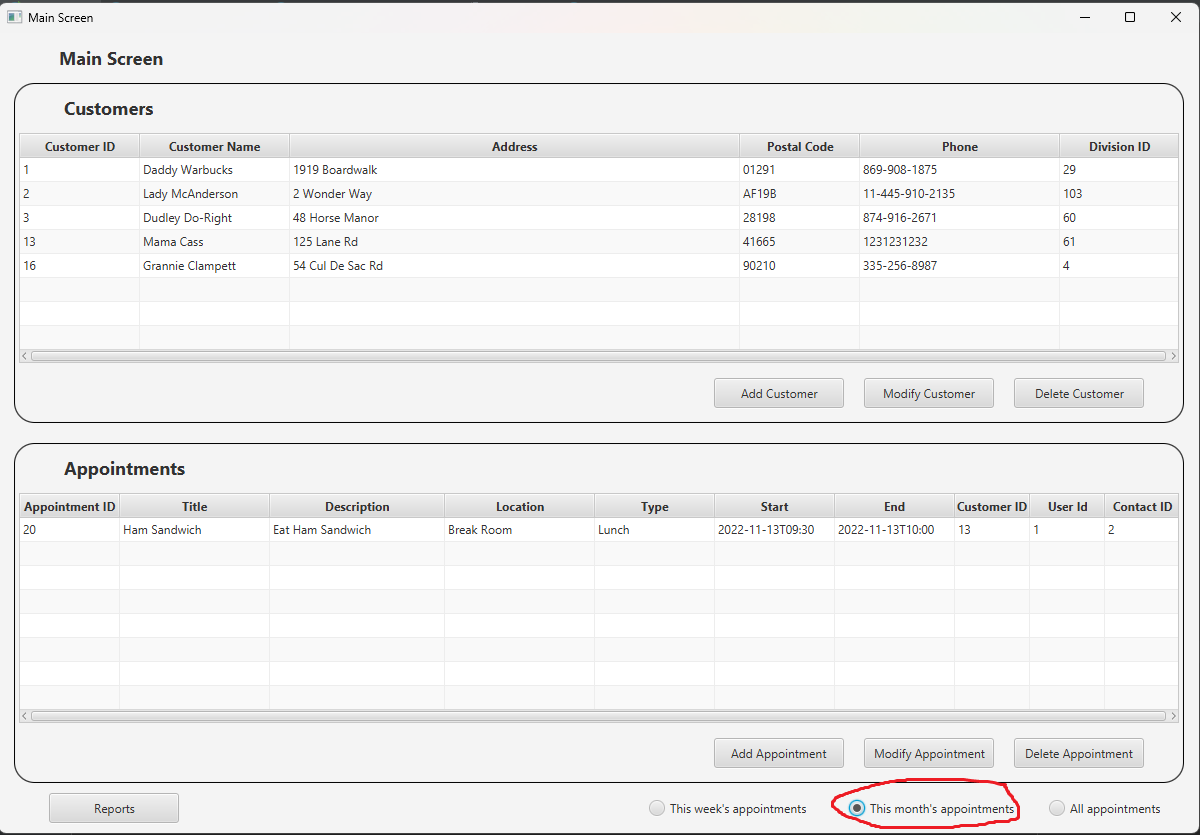 Main Screen
Main Screen
Customers
Customer ID Customer Name Address Postal Code Phone Division ID
1 Daddy Warbucks 1919 Boardwalk 01291 869-908-1875 29
2 Lady McAnderson 2 Wonder Way AF19B 11-445-910-2135 103
3 Dudley Do-Right 48 Horse Manor 28198 874-916-2671 60
13 Mama Cass 125 Lane Rd 41665 1231231232 61
16 Grannie Clampett 54 Cul De Sac Rd 90210 335-256-8987 4
Add Customer Modify Customer Delete Customer
Appointments
Appointment ID Title Description Location Type Start End Customer ID User Id Contact ID
20 Ham Sandwich Eat Ham Sandwich Break Room Lunch 2022-11-13T09:30 2022-11-13T10:00 13 1 2
Add Appointment Modify Appointment Delete Appointment
Reports This week's appointments This month's appointments All appointments